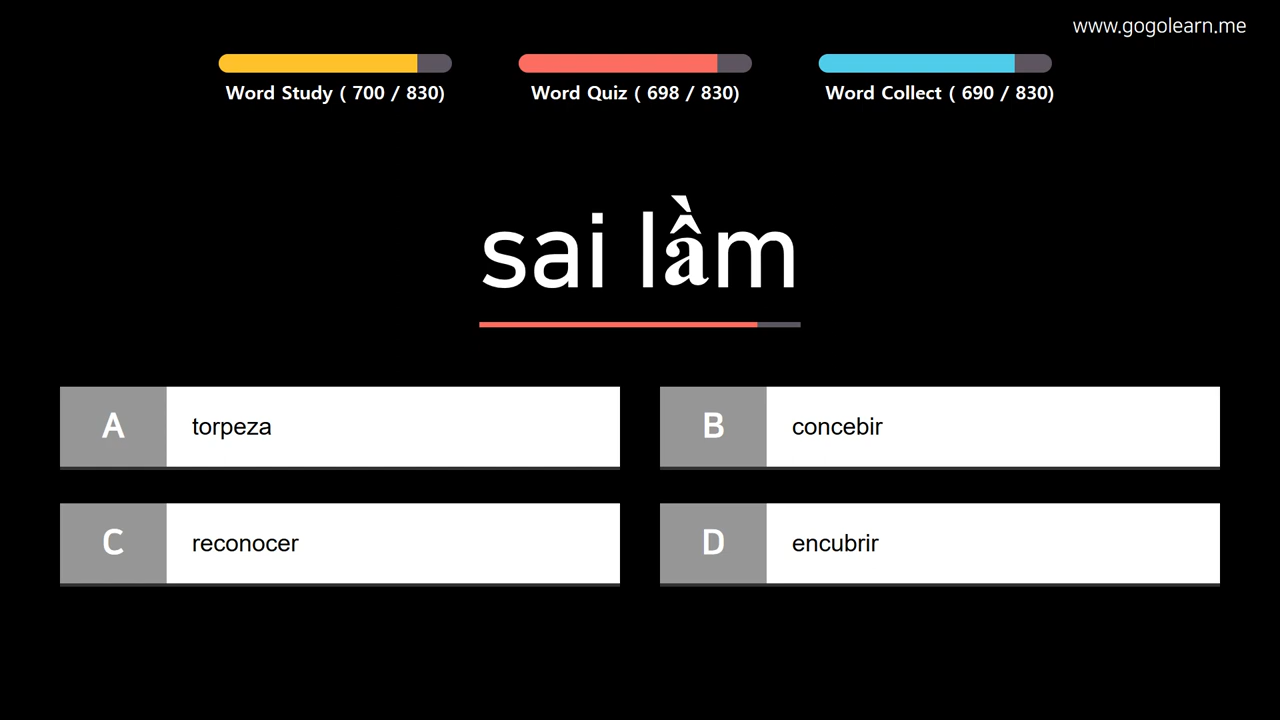 www.gogolearn.me
Word Study ( 700 / 830)
Word Quiz ( 698 / 830)
Word Collect ( 690 / 830)
sai lầm
A torpeza
B concebir
C reconocer
D encubrir